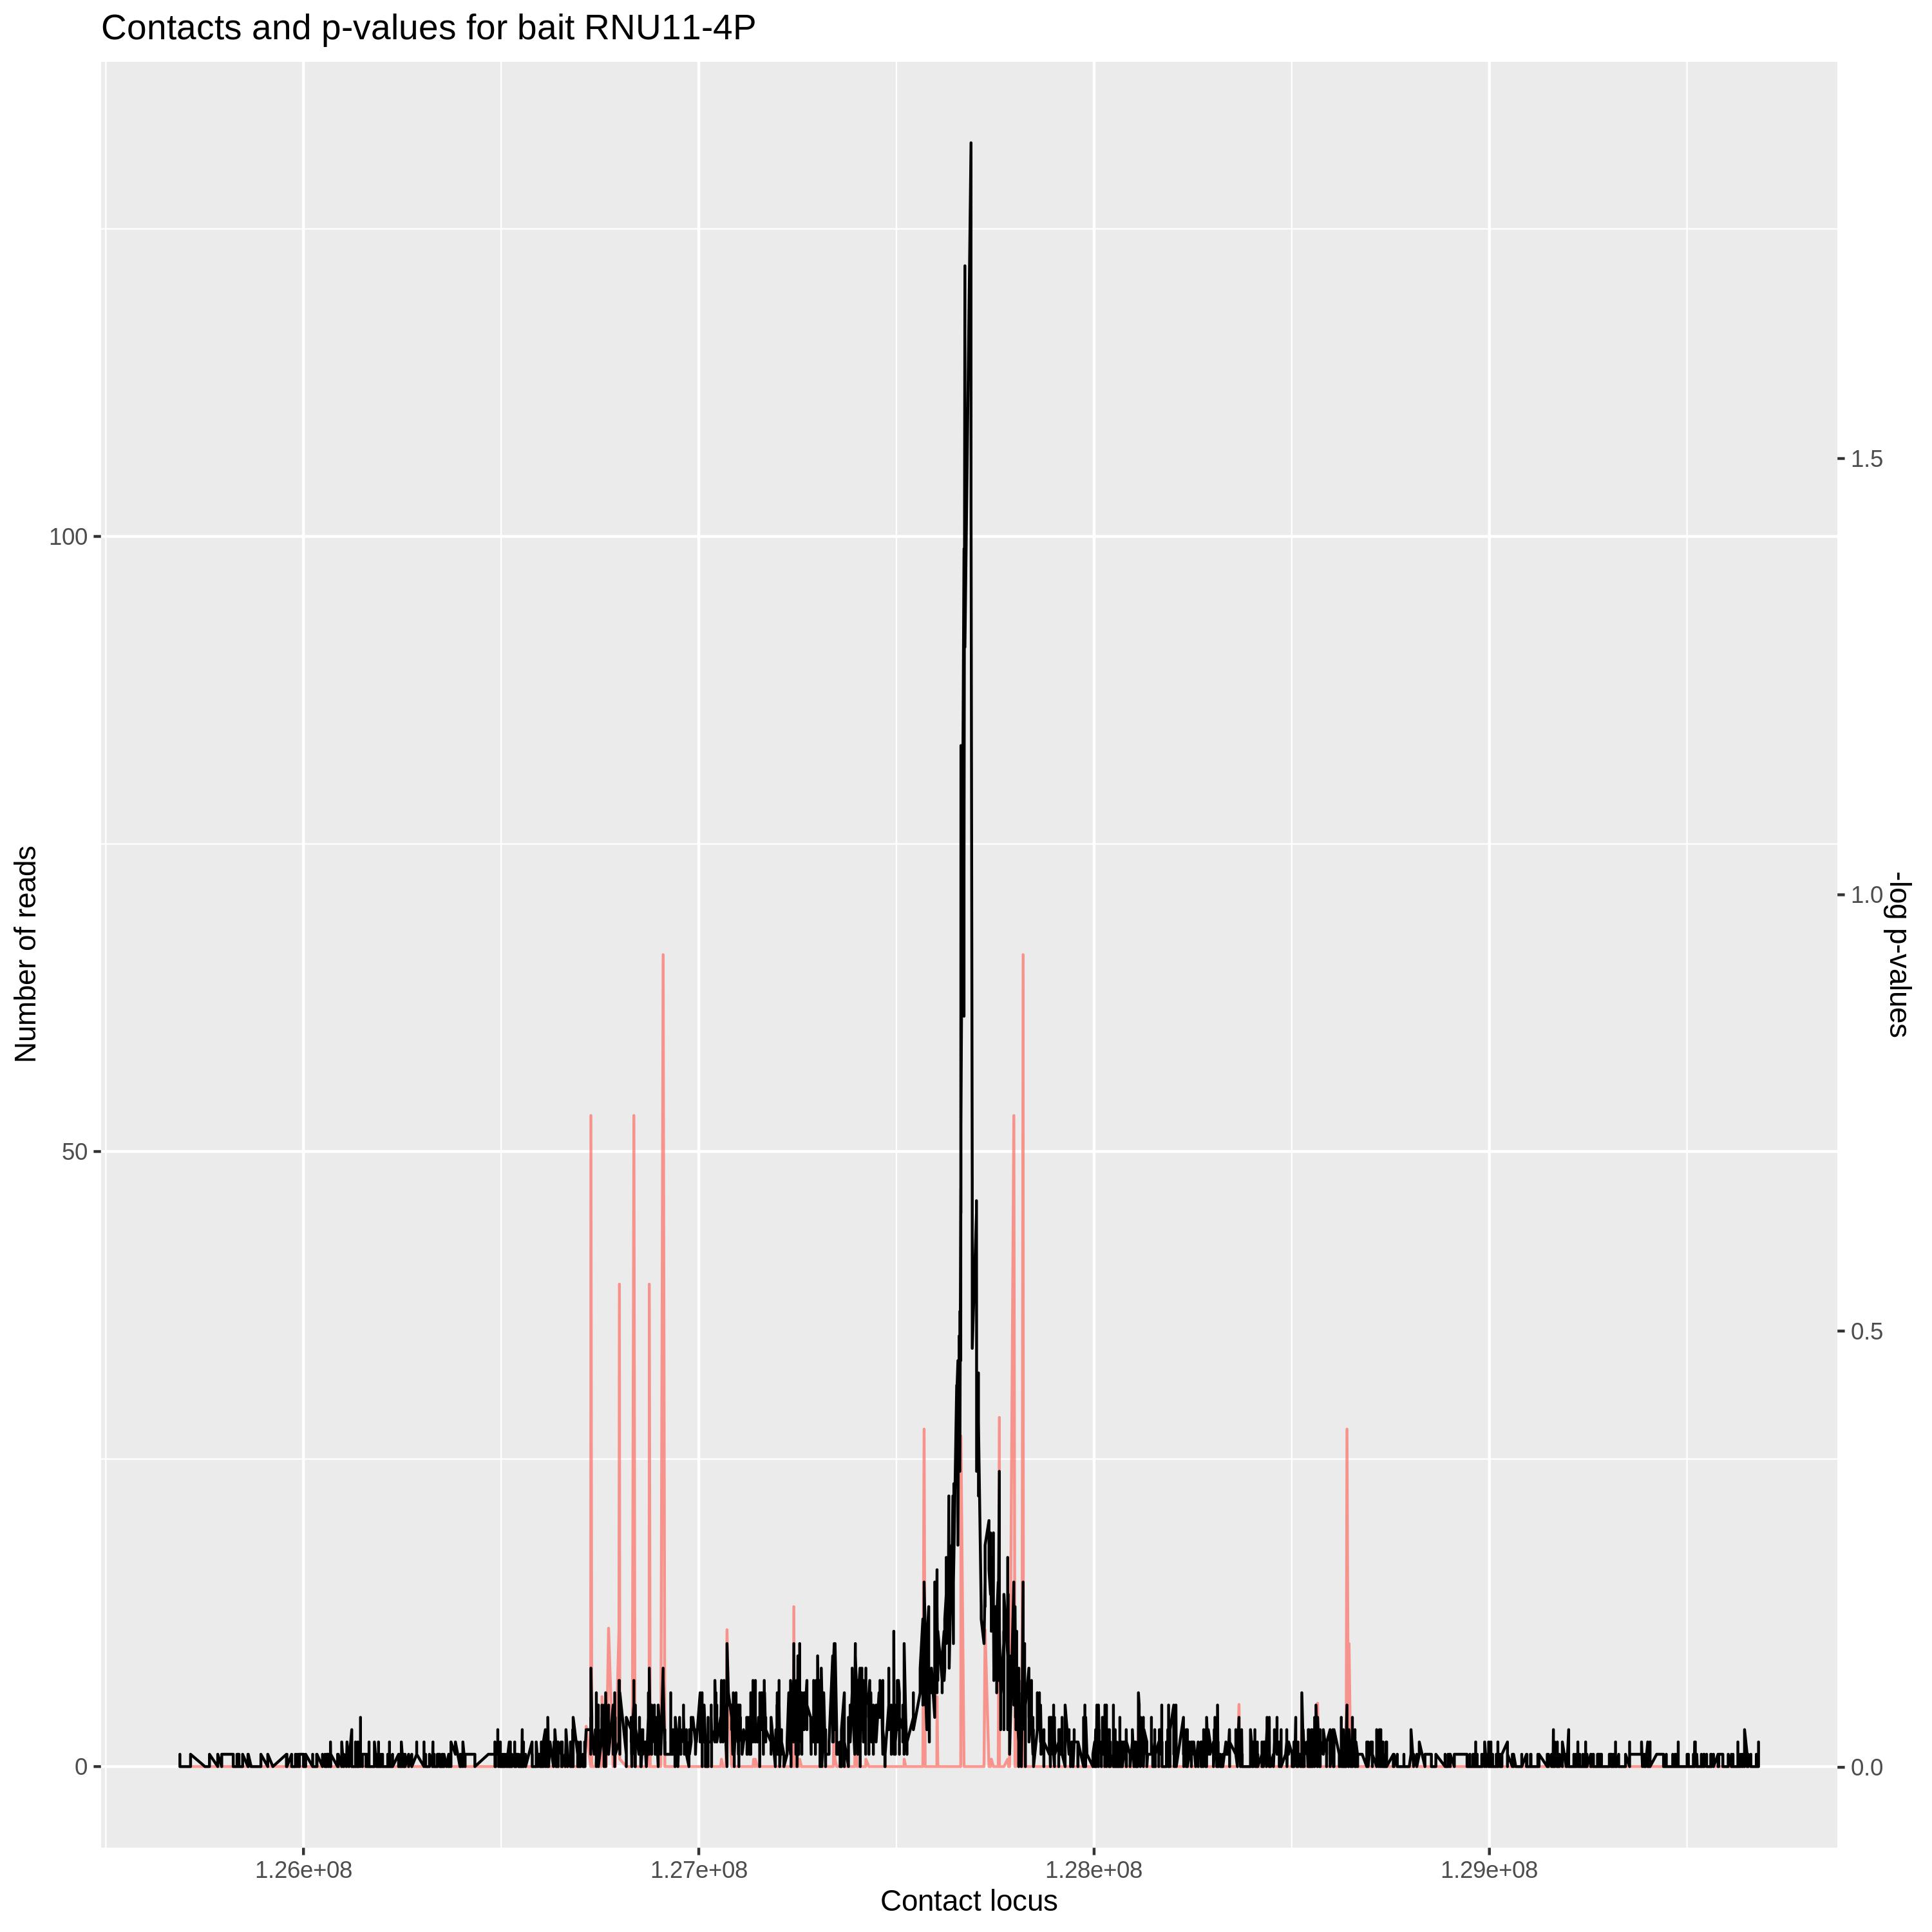 Contacts and p-values for bait RNU11-4P
Number of reads
100
50
0
1.5
1.0
0.5
0.0
-log p-values
1.26e+08
1.27e+08
1.28e+08
1.29e+08
Contact locus